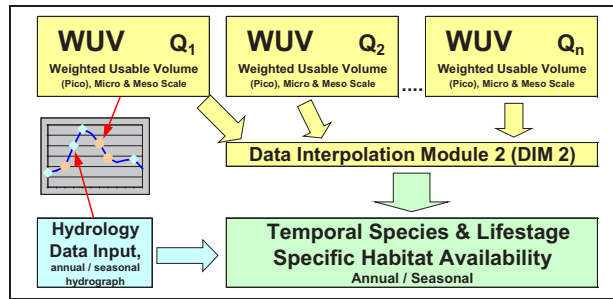 WUV Q1
Weighted Usable Volume
(Pico), Micro & Meso Scale
WUV Q2
Weighted Usable Volume
(Pico), Micro & Meso Scale
....
WUV Qn
Weighted Usable Volume
(Pico), Micro & Meso Scale
Data Interpolation Module 2 (DIM 2)
Hydrology
Data Input,
annual / seasonal
hydrograph
Temporal Species & Lifestage
Specific Habitat Availability
Annual / Seasonal